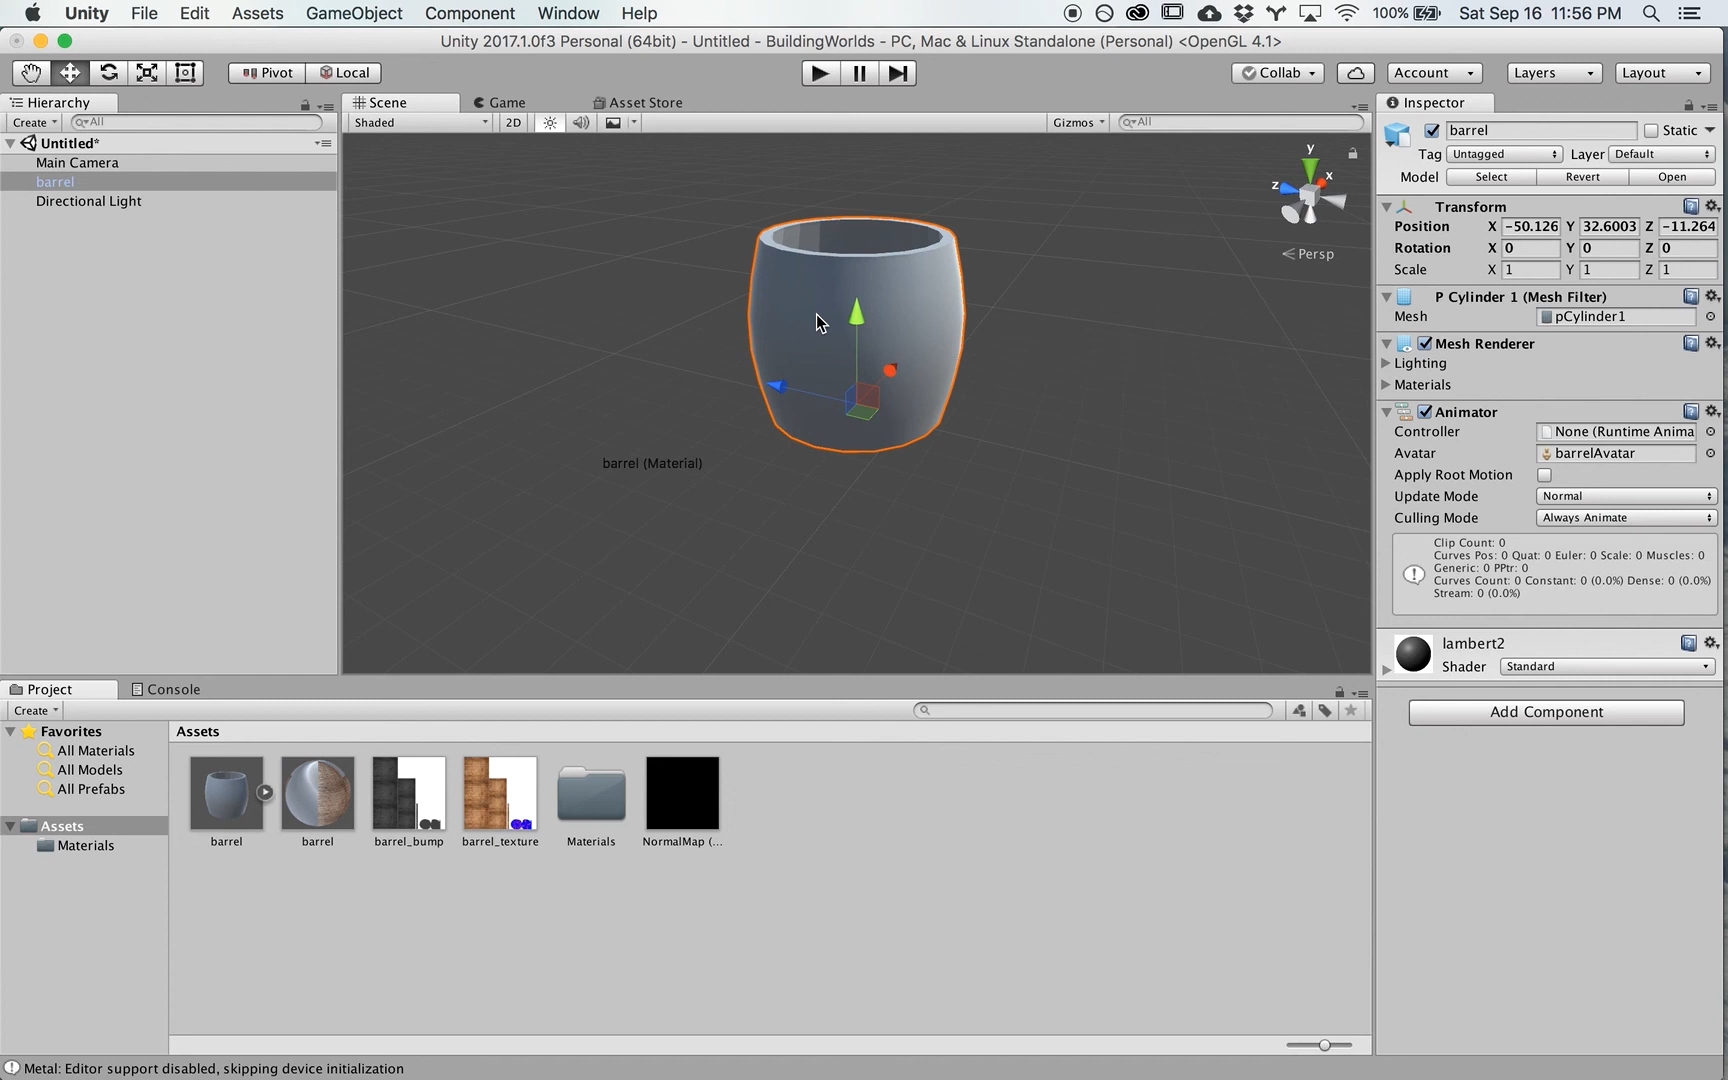 Unity File Edit Assets GameObject Component Window Help 100% Sat Sep 16 11:56 PM
Unity 2017.1.0f3 Personal (64bit) - Untitled - BuildingWorlds - PC, Mac & Linux Standalone (Personal) <OpenGL 4.1>
Pivot Local Collab Account Layers Layout
Hierarchy
Create All
Untitled*
Main Camera
barrel
Directional Light
Scene Game Asset Store
Shaded 2D Gizmos All
y
x
z
Persp
barrel (Material)
Inspector
barrel Static
Tag Untagged Layer Default
Model Select Revert Open
Transform
Position X -50.126 Y 32.6003 Z -11.264
Rotation X 0 Y 0 Z 0
Scale X 1 Y 1 Z 1
P Cylinder 1 (Mesh Filter)
Mesh pCylinder1
Mesh Renderer
Lighting
Materials
Animator
Controller None (Runtime Anima
Avatar barrelAvatar
Apply Root Motion
Update Mode Normal
Culling Mode Always Animate
Clip Count: 0
Curves Pos: 0 Quat: 0 Euler: 0 Scale: 0 Muscles: 0
Generic: 0 PPtr: 0
Curves Count: 0 Constant: 0 (0.0%) Dense: 0 (0.0%)
Stream: 0 (0.0%)
lambert2
Shader Standard
Add Component
Project Console
Create
Favorites
All Materials
All Models
All Prefabs
Assets
Materials
Assets
barrel barrel barrel_bump barrel_texture Materials NormalMap (...
Metal: Editor support disabled, skipping device initialization